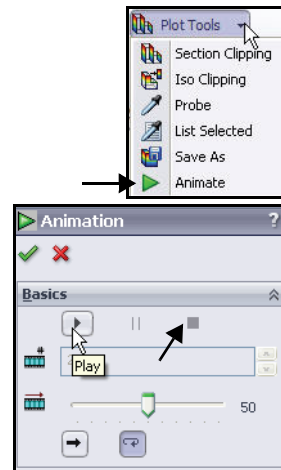 Plot Tools
Section Clipping
Iso Clipping
Probe
List Selected
Save As
Animate
Animation ?
Basics
Play
50